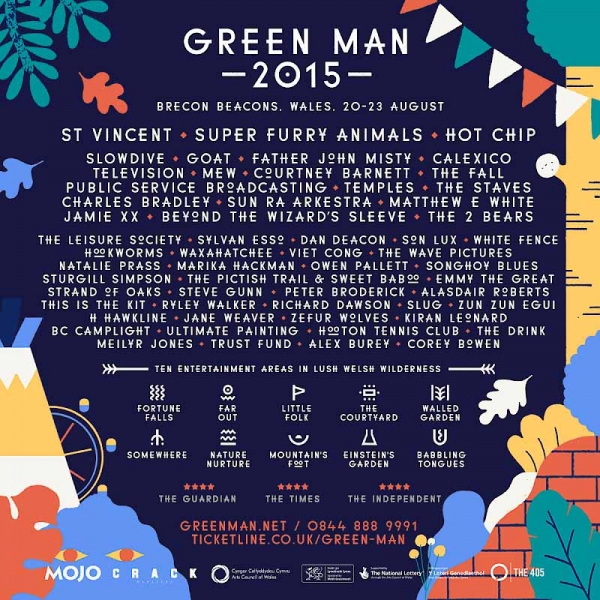 GREEN MAN
—2015—
BRECON BEACONS, WALES, 20-23 AUGUST
ST VINCENT • SUPER FURRY ANIMALS • HOT CHIP
SLOWDIVE • GOAT • FATHER JOHN MISTY • CALEXICO
TELEVISION • MEW • COURTNEY BARNETT • THE FALL
PUBLIC SERVICE BROADCASTING • TEMPLES • THE STAVES
CHARLES BRADLEY • SUN RA ARKESTRA • MATTHEW E WHITE
JAMIE XX • BEYOND THE WIZARD'S SLEEVE • THE 2 BEARS
THE LEISURE SOCIETY • SYLVAN ESSO • DAN DEACON • SON LUX • WHITE FENCE
HOOKWORMS • WAXAHATCHEE • VIET CONG • THE WAVE PICTURES
NATALIE PRASS • MARIKA HACKMAN • OWEN PALLETT • SONGHOY BLUES
STURGILL SIMPSON • THE PICTISH TRAIL & SWEET BABOO • EMMY THE GREAT
STRAND OF OAKS • STEVE GUNN • PETER BRODERICK • ALASDAIR ROBERTS
THIS IS THE KIT • RYLEY WALKER • RICHARD DAWSON • SLUG • ZUN ZUN EGUI
H HAWKLINE • JANE WEAVER • ZEFUR WOLVES • KIRAN LEONARD
BC CAMPLIGHT • ULTIMATE PAINTING • HOOTON TENNIS CLUB • THE DRINK
MEILYR JONES • TRUST FUND • ALEX BUREY • COREY BOWEN
TEN ENTERTAINMENT AREAS IN LUSH WELSH WILDERNESS
FORTUNE FALLS
FAR OUT
LITTLE FOLK
THE COURTYARD
WALLED GARDEN
SOMEWHERE
NATURE NURTURE
MOUNTAIN'S FOOT
EINSTEIN'S GARDEN
BABBLING TONGUES
★★★★ ★★★★ ★★★★
THE GUARDIAN THE TIMES THE INDEPENDENT
GREENMAN.NET / 0844 888 9991
TICKETLINE.CO.UK/GREEN-MAN
MOJO CRACK
Cyngor Celfyddydau Cymru
Arts Council of Wales
The National Lottery
Y Loteri Genedlaethol
THE 405